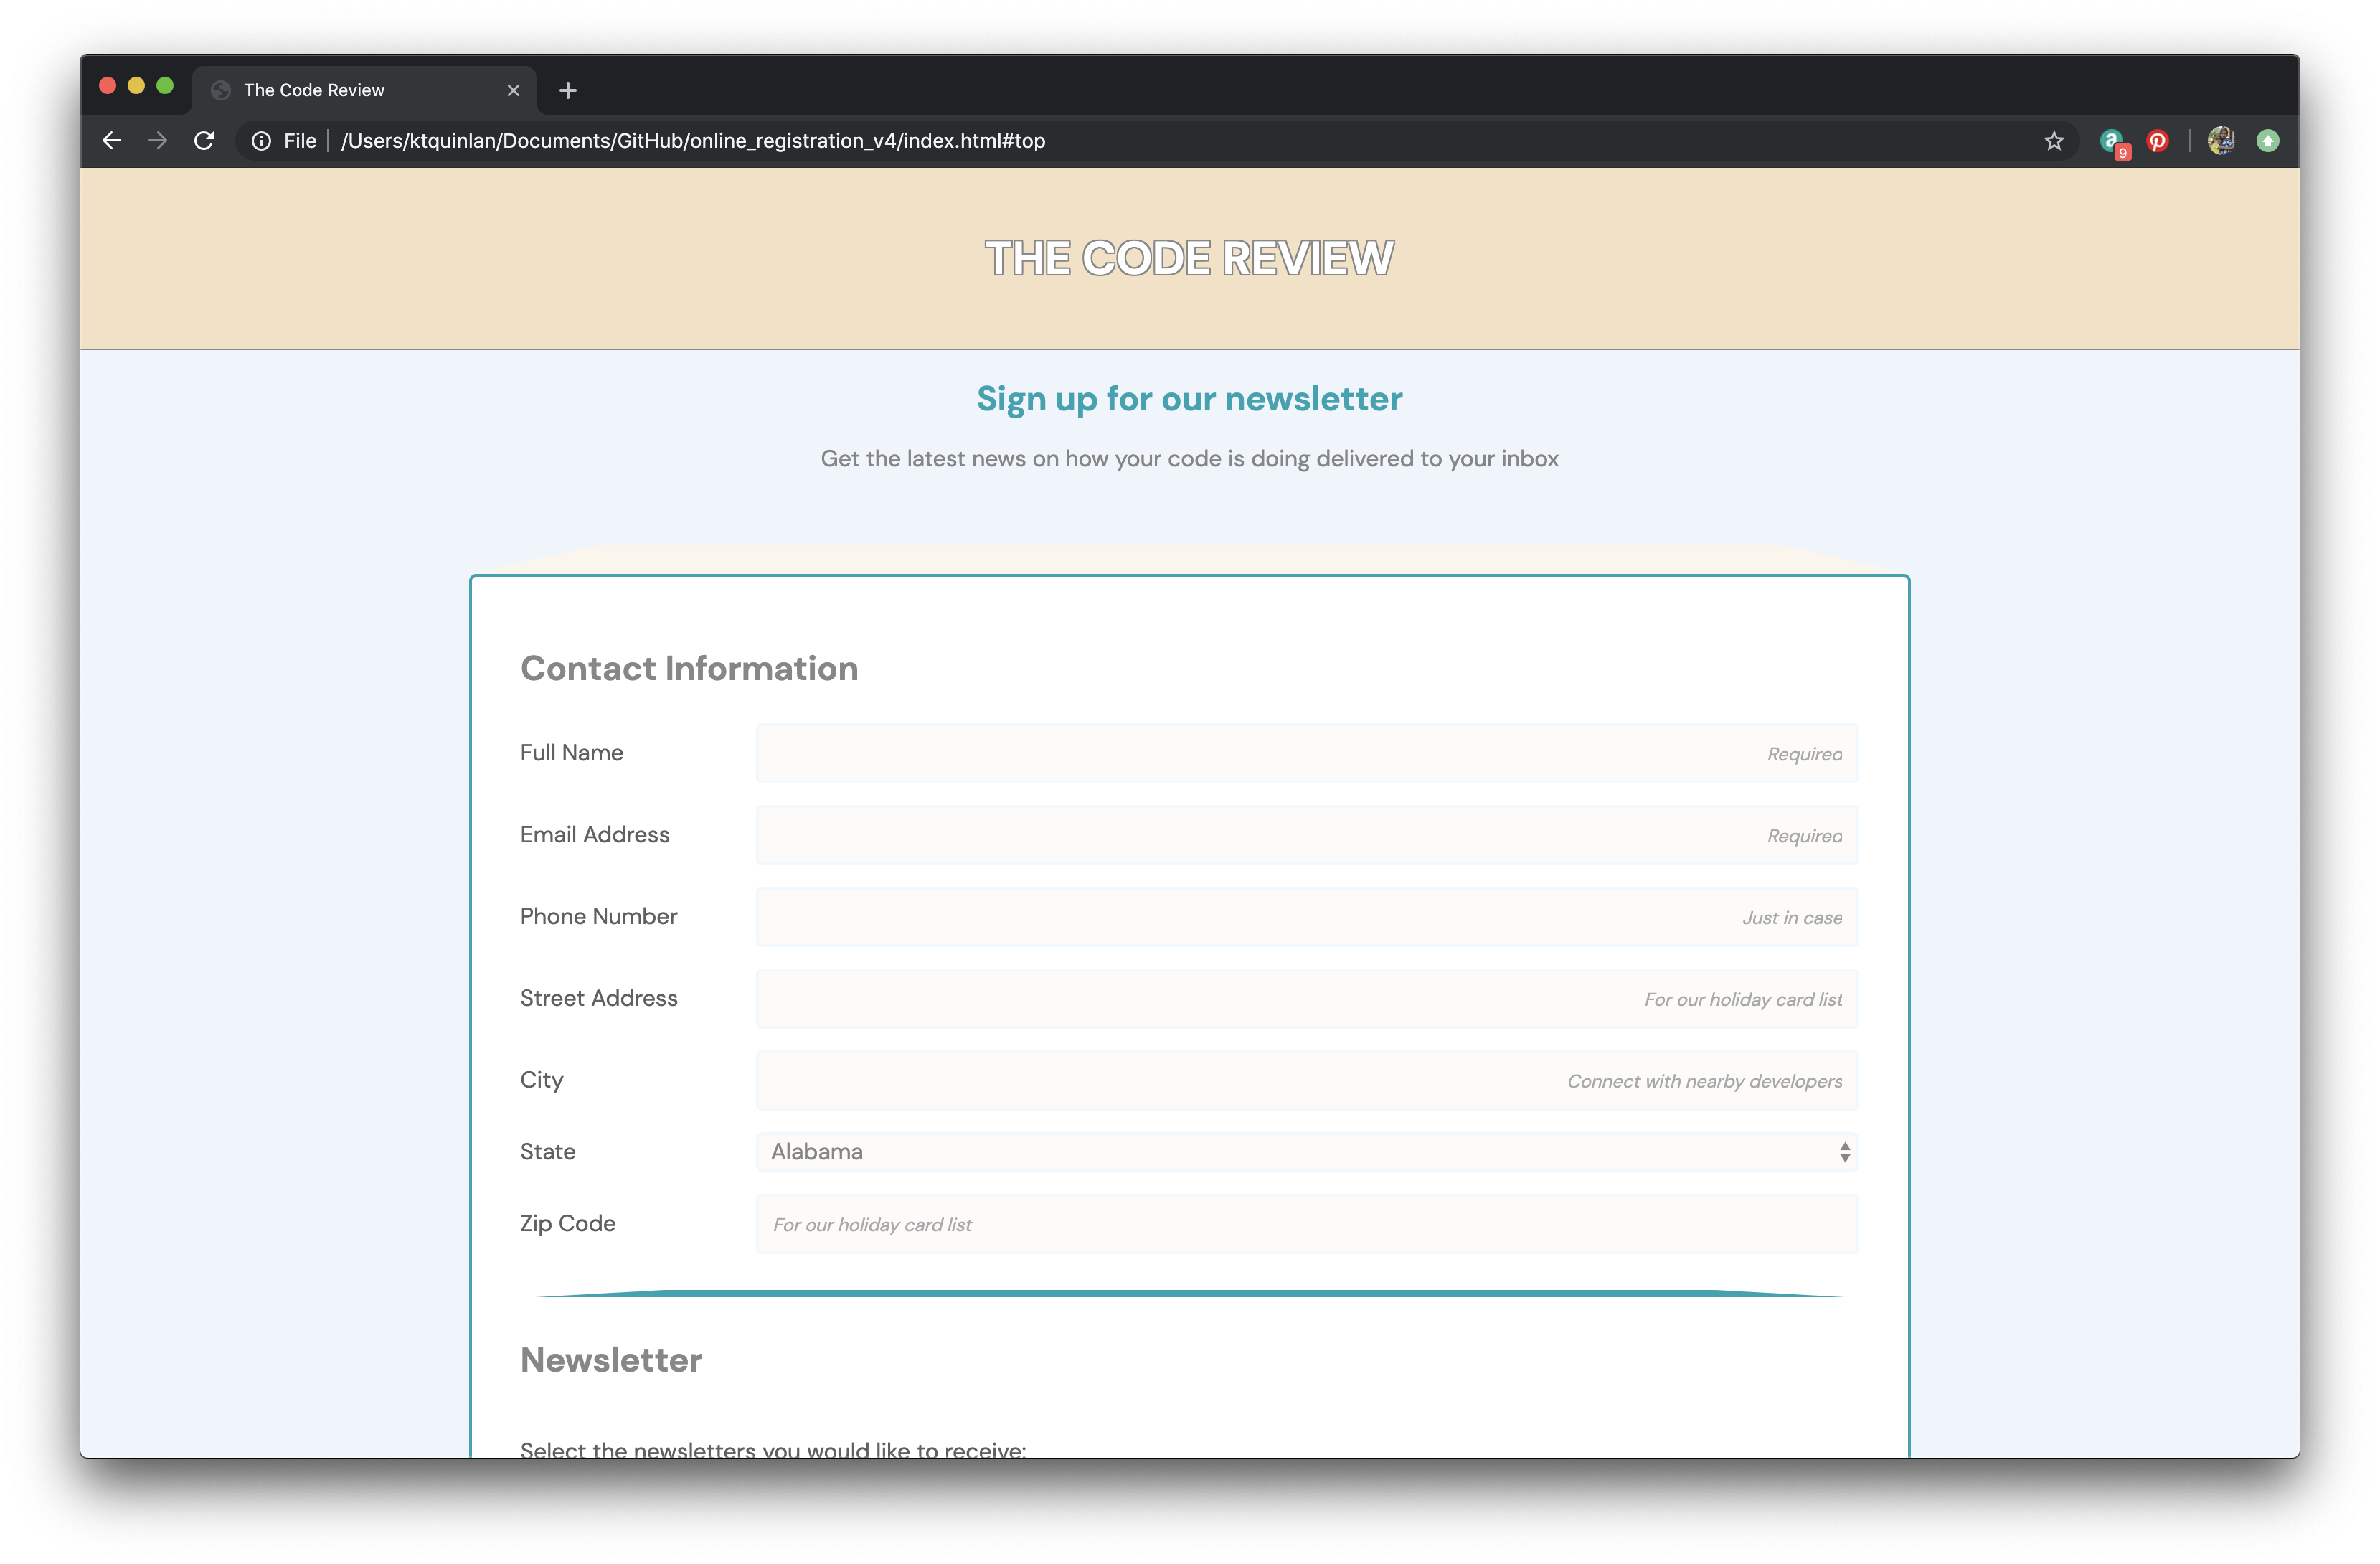 The Code Review
File /Users/ktquinlan/Documents/GitHub/online_registration_v4/index.html#top
a 9
THE CODE REVIEW
Sign up for our newsletter
Get the latest news on how your code is doing delivered to your inbox
Contact Information
Full Name Required
Email Address Required
Phone Number Just in case
Street Address For our holiday card list
City Connect with nearby developers
State Alabama
Zip Code For our holiday card list
Newsletter
Select the newsletters you would like to receive: